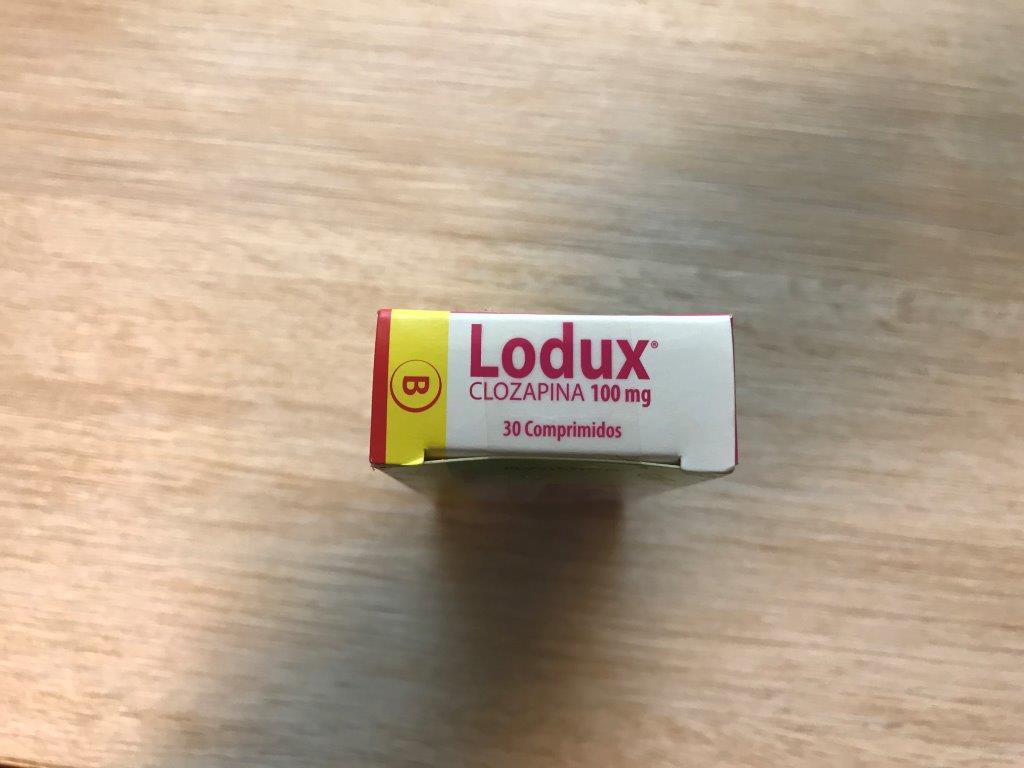 Lodux®
CLOZAPINA 100 mg
30 Comprimidos
B